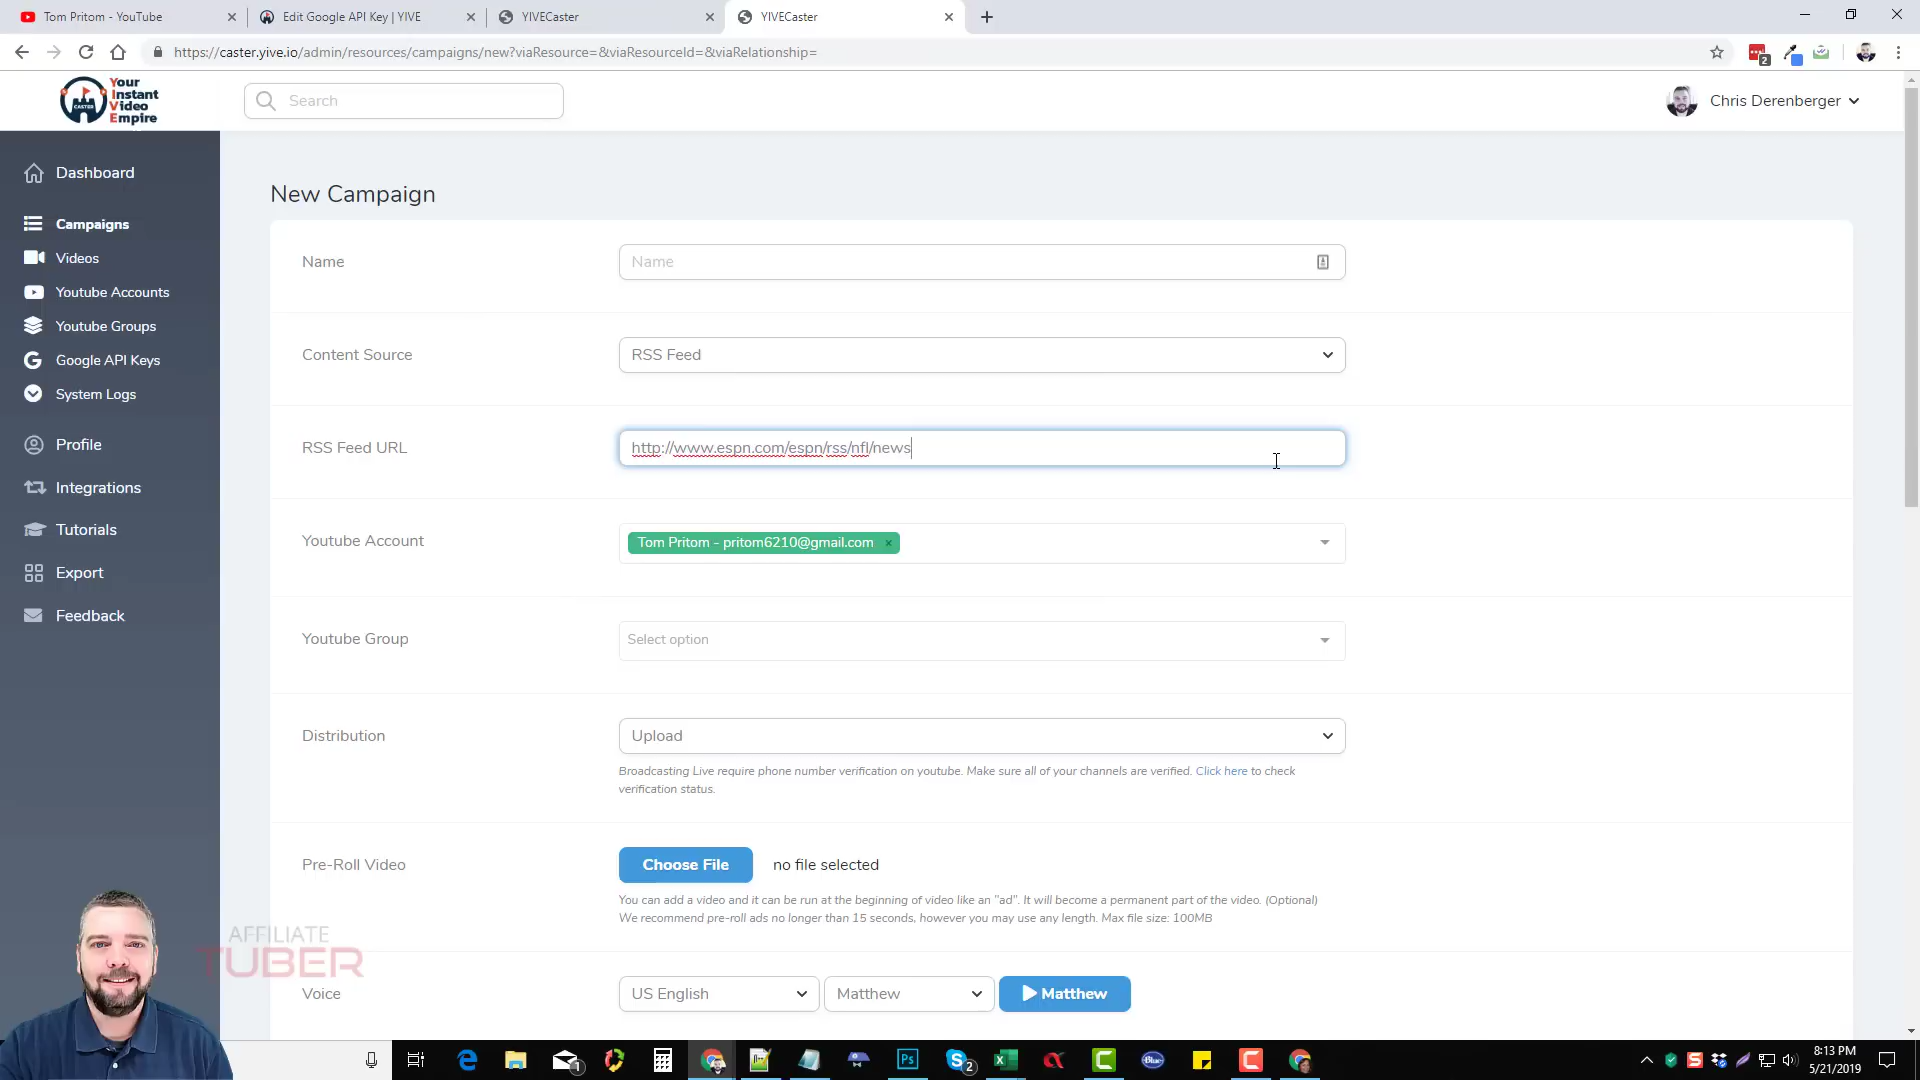 Tom Pritom - YouTube
Edit Google API Key | YIVE
YIVECaster
YIVECaster
https://caster.yive.io/admin/resources/campaigns/new?viaResource=&viaResourceId=&viaRelationship=
2
Your
Instant
Video
Empire
CASTER
Search
Chris Derenberger
Dashboard
Campaigns
Videos
Youtube Accounts
Youtube Groups
Google API Keys
System Logs
Profile
Integrations
Tutorials
Export
Feedback
New Campaign
Name
Name
Content Source
RSS Feed
RSS Feed URL
http://www.espn.com/espn/rss/nfl/news
Youtube Account
Tom Pritom - pritom6210@gmail.com ×
Youtube Group
Select option
Distribution
Upload
Broadcasting Live require phone number verification on youtube. Make sure all of your channels are verified. Click here to check
verification status.
Pre-Roll Video
Choose File
no file selected
You can add a video and it can be run at the beginning of video like an "ad". It will become a permanent part of the video. (Optional)
We recommend pre-roll ads no longer than 15 seconds, however you may use any length. Max file size: 100MB
Voice
US English
Matthew
Matthew
AFFILIATE
TUBER
1
Ps
2
Blue
8:13 PM
5/21/2019